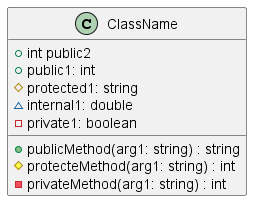 C ClassName
int public2
public1: int
protected1: string
internal1: double
private1: boolean
publicMethod(arg1: string) : string
protecteMethod(arg1: string) : int
privateMethod(arg1: string) : int